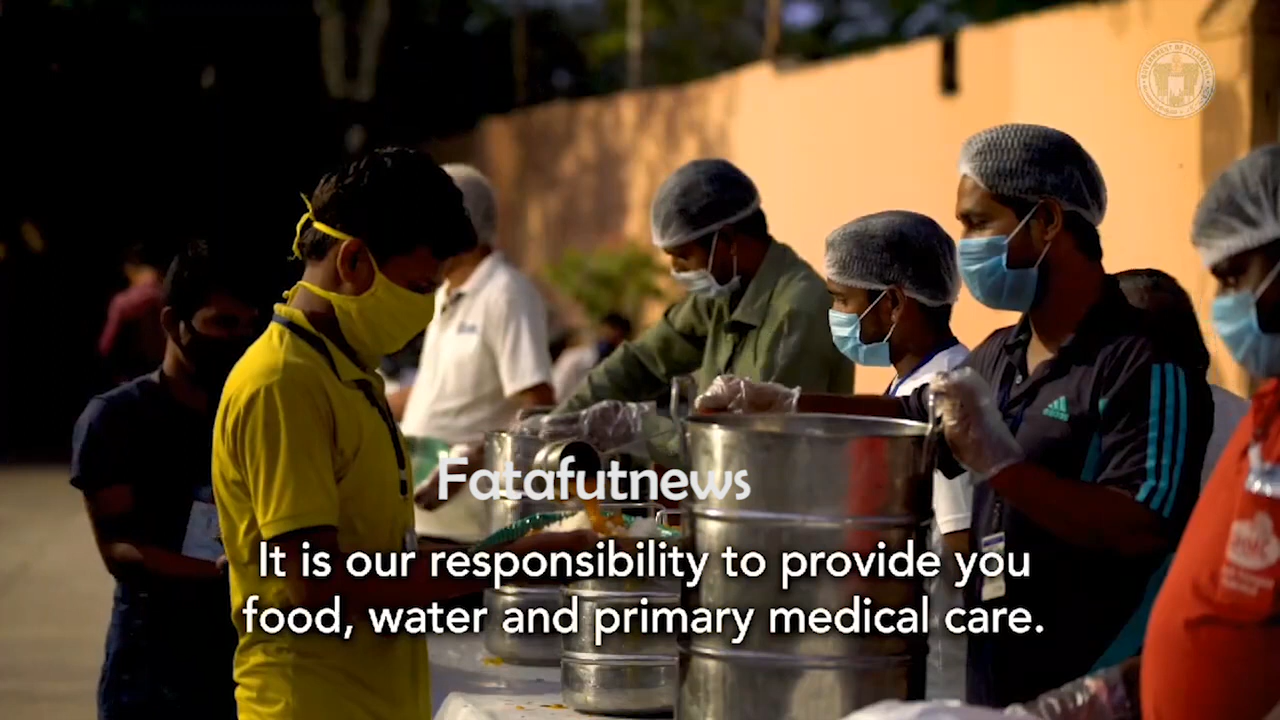 Fatafutnews
It is our responsibility to provide you
food, water and primary medical care.